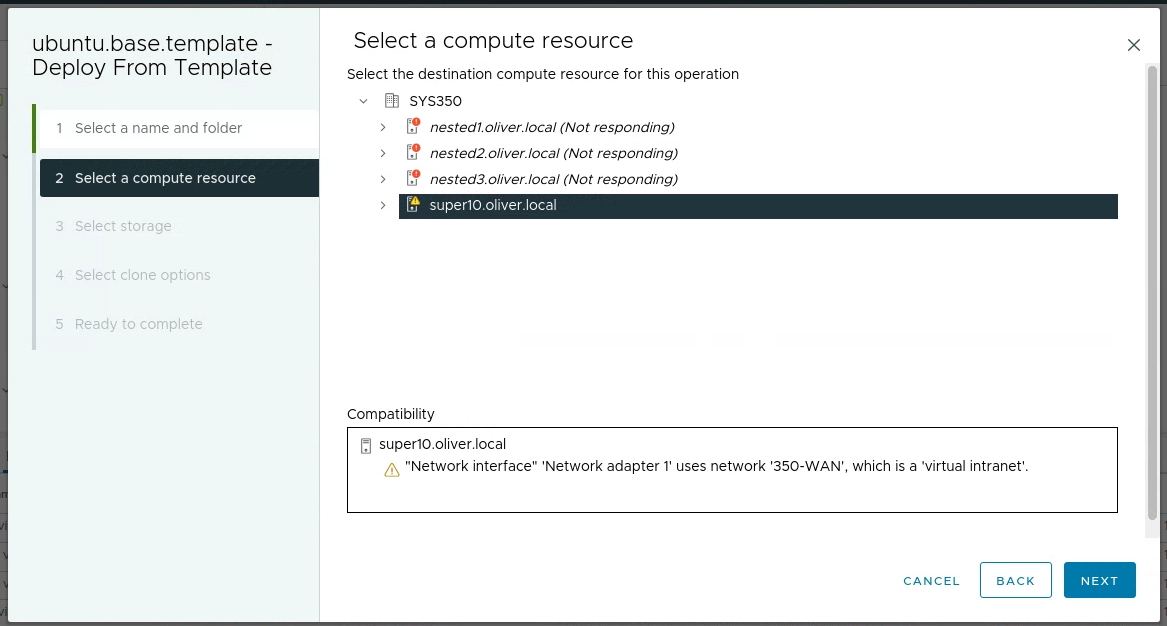 ubuntu.base.template -
Deploy From Template
1 Select a name and folder
2 Select a compute resource
3 Select storage
4 Select clone options
5 Ready to complete
Select a compute resource
Select the destination compute resource for this operation
SYS350
nested1.oliver.local (Not responding)
nested2.oliver.local (Not responding)
nested3.oliver.local (Not responding)
super10.oliver.local
Compatibility
super10.oliver.local
"Network interface" 'Network adapter 1' uses network '350-WAN', which is a 'virtual intranet'.
CANCEL
BACK
NEXT